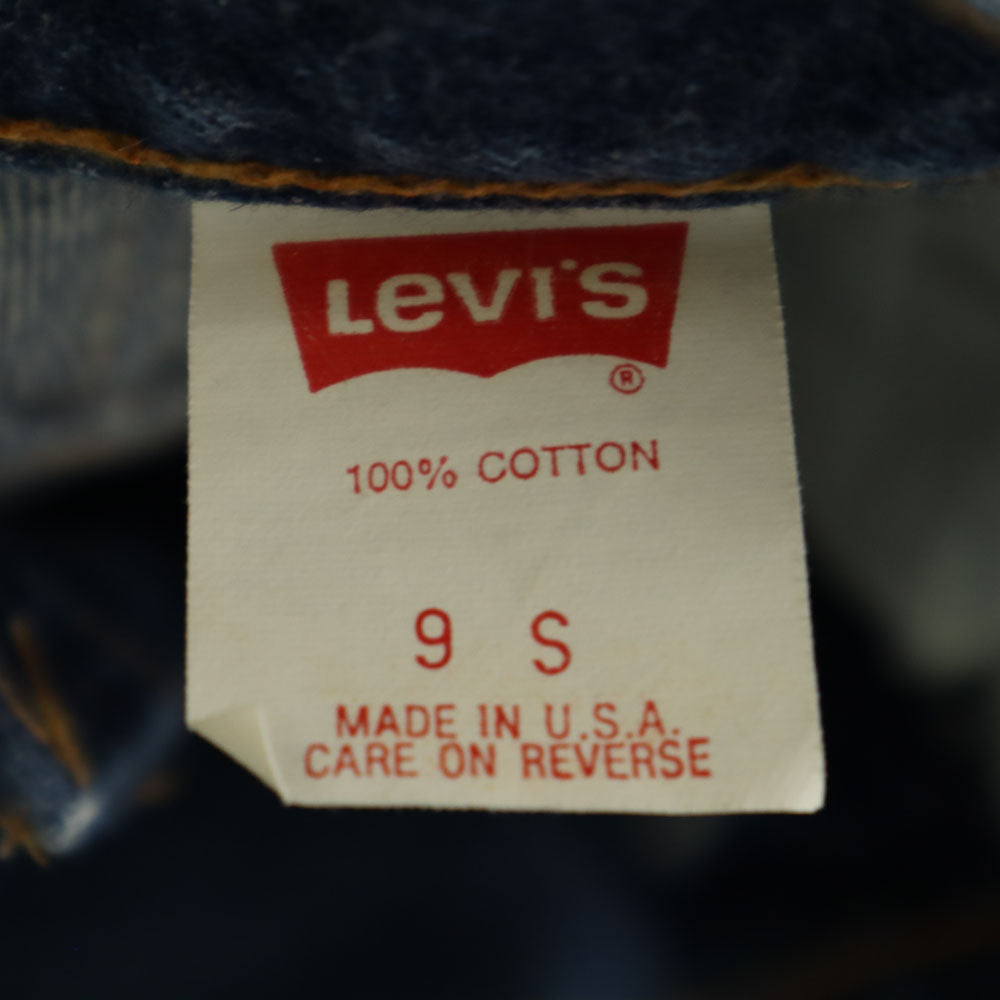 LeVI'S
®
100% COTTON
9 S
MADE IN U.S.A.
CARE ON REVERSE